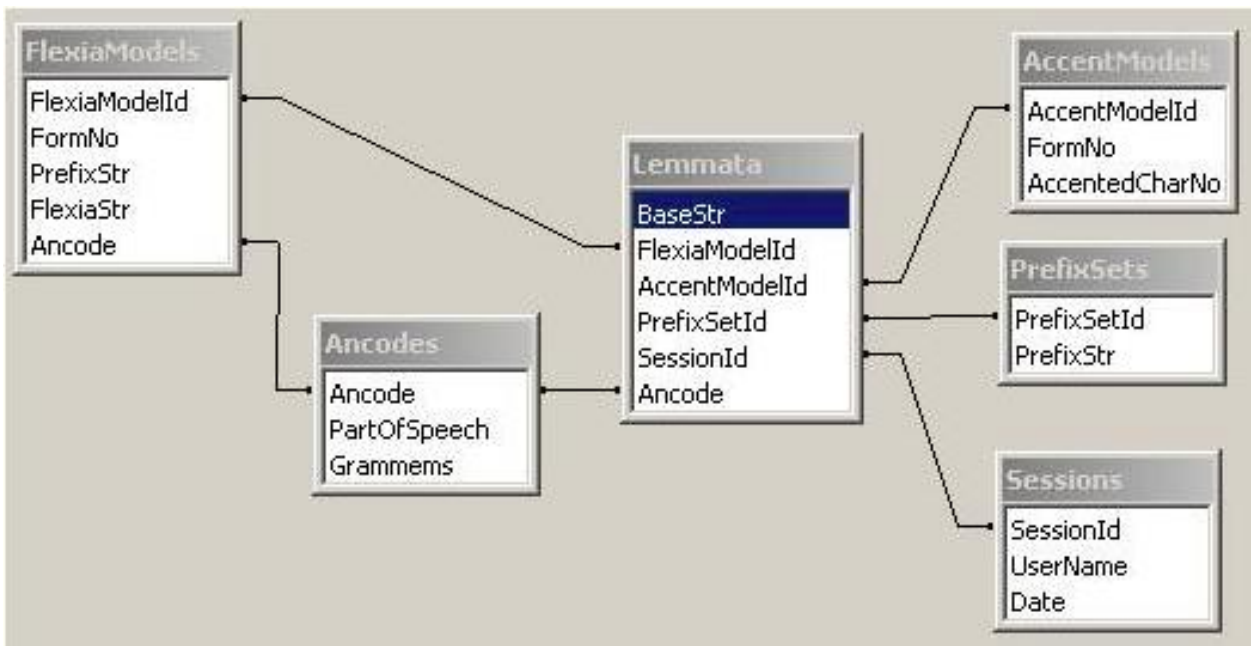 FlexiaModels
FlexiaModelId
FormNo
PrefixStr
FlexiaStr
Ancode
Ancodes
Ancode
PartOfSpeech
Grammems
Lemmata
BaseStr
FlexiaModelId
AccentModelId
PrefixSetId
SessionId
Ancode
AccentModels
AccentModelId
FormNo
AccentedCharNo
PrefixSets
PrefixSetId
PrefixStr
Sessions
SessionId
UserName
Date